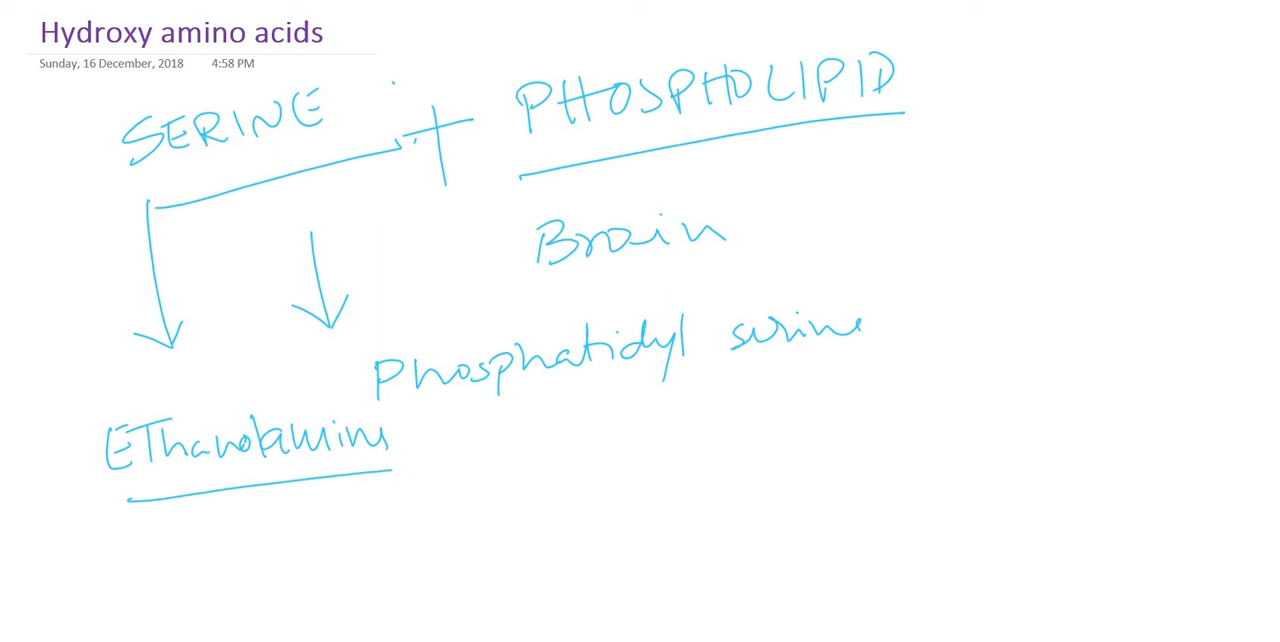 Hydroxy amino acids
Sunday, 16 December, 2018 4:58 PM
SERINE + PHOSPHOLIPID
Brain
Phosphatidyl serine
EThanolamine